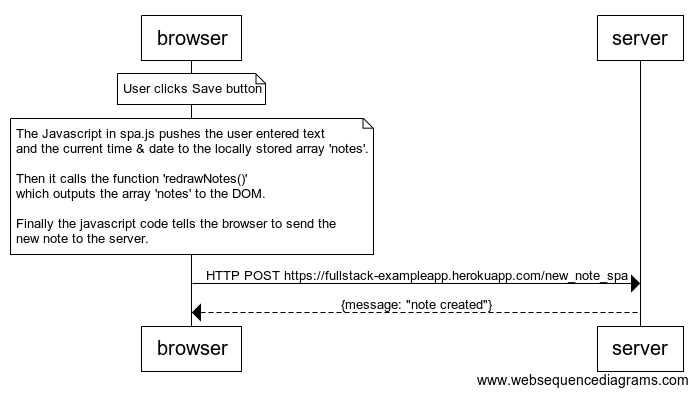 browser
server
User clicks Save button
The Javascript in spa.js pushes the user entered text
and the current time & date to the locally stored array 'notes'.
Then it calls the function 'redrawNotes()'
which outputs the array 'notes' to the DOM.
Finally the javascript code tells the browser to send the
new note to the server.
HTTP POST https://fullstack-exampleapp.herokuapp.com/new_note_spa
{message: "note created"}
browser
server
www.websequencediagrams.com